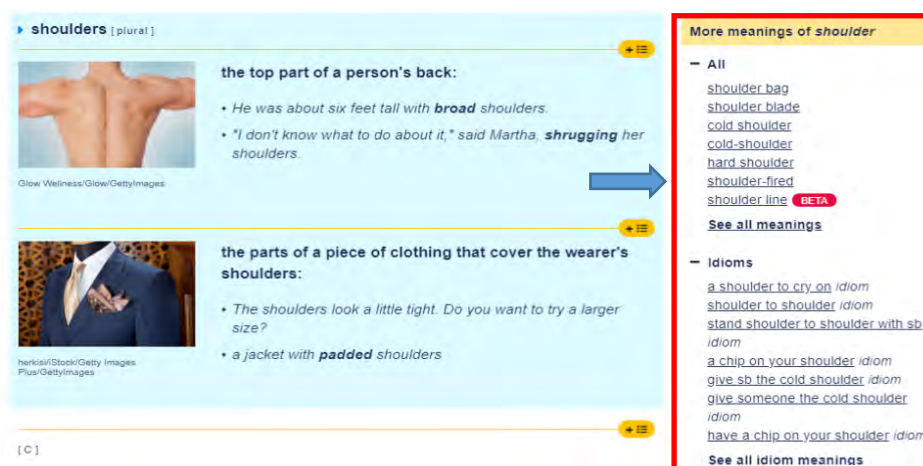 shoulders [ plural ]
the top part of a person's back:
• He was about six feet tall with broad shoulders.
• "I don't know what to do about it," said Martha, shrugging her
shoulders.
Glow Wellness/Glow/GettyImages
the parts of a piece of clothing that cover the wearer's
shoulders:
• The shoulders look a little tight. Do you want to try a larger
size?
• a jacket with padded shoulders
herkisi/iStock/Getty Images
Plus/GettyImages
[ C ]
More meanings of shoulder
− All
shoulder bag
shoulder blade
cold shoulder
cold-shoulder
hard shoulder
shoulder-fired
shoulder line BETA
See all meanings
− Idioms
a shoulder to cry on idiom
shoulder to shoulder idiom
stand shoulder to shoulder with sb
idiom
a chip on your shoulder idiom
give sb the cold shoulder idiom
give someone the cold shoulder
idiom
have a chip on your shoulder idiom
See all idiom meanings